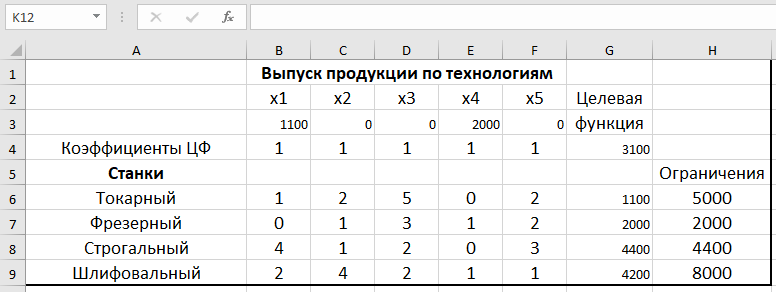 K12
fx
A B C D E F G H
1 Выпуск продукции по технологиям
2 x1 x2 x3 x4 x5 Целевая
3 1100 0 0 2000 0 функция
4 Коэффициенты ЦФ 1 1 1 1 1 3100
5 Станки Ограничения
6 Токарный 1 2 5 0 2 1100 5000
7 Фрезерный 0 1 3 1 2 2000 2000
8 Строгальный 4 1 2 0 3 4400 4400
9 Шлифовальный 2 4 2 1 1 4200 8000